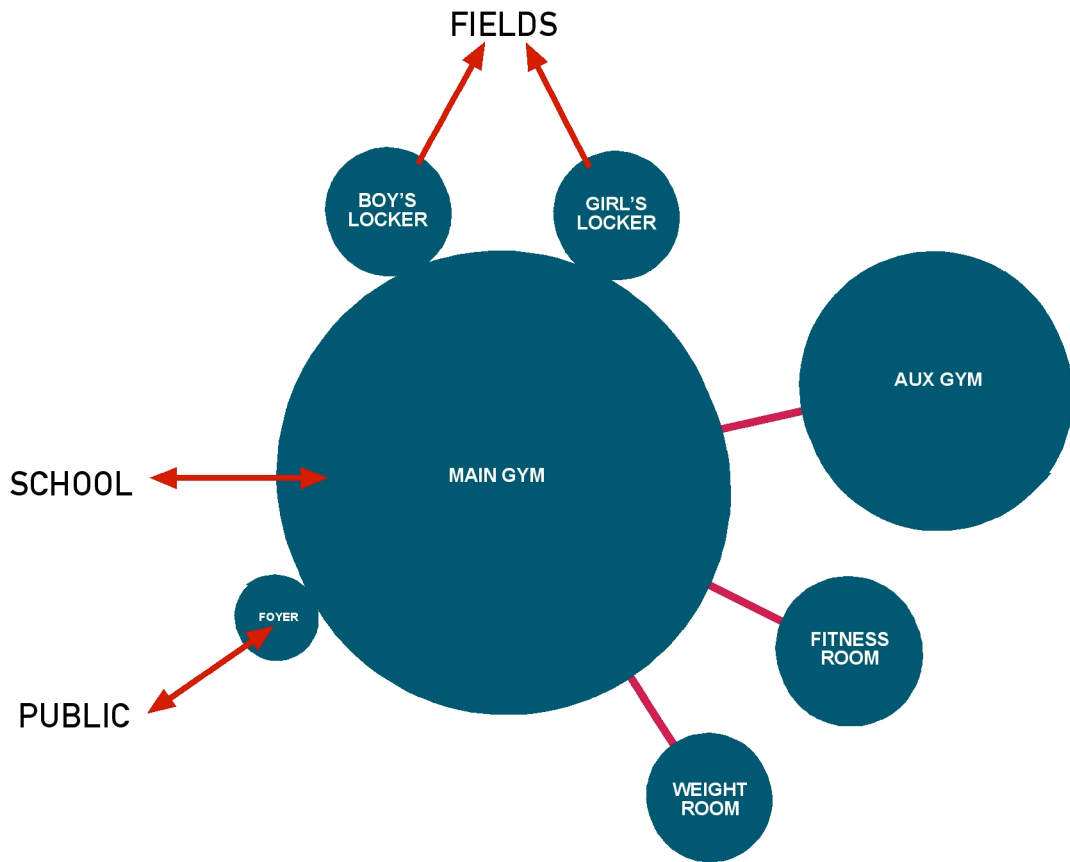 FIELDS
BOY'S
LOCKER
GIRL'S
LOCKER
AUX GYM
MAIN GYM
SCHOOL
FOYER
FITNESS
ROOM
PUBLIC
WEIGHT
ROOM